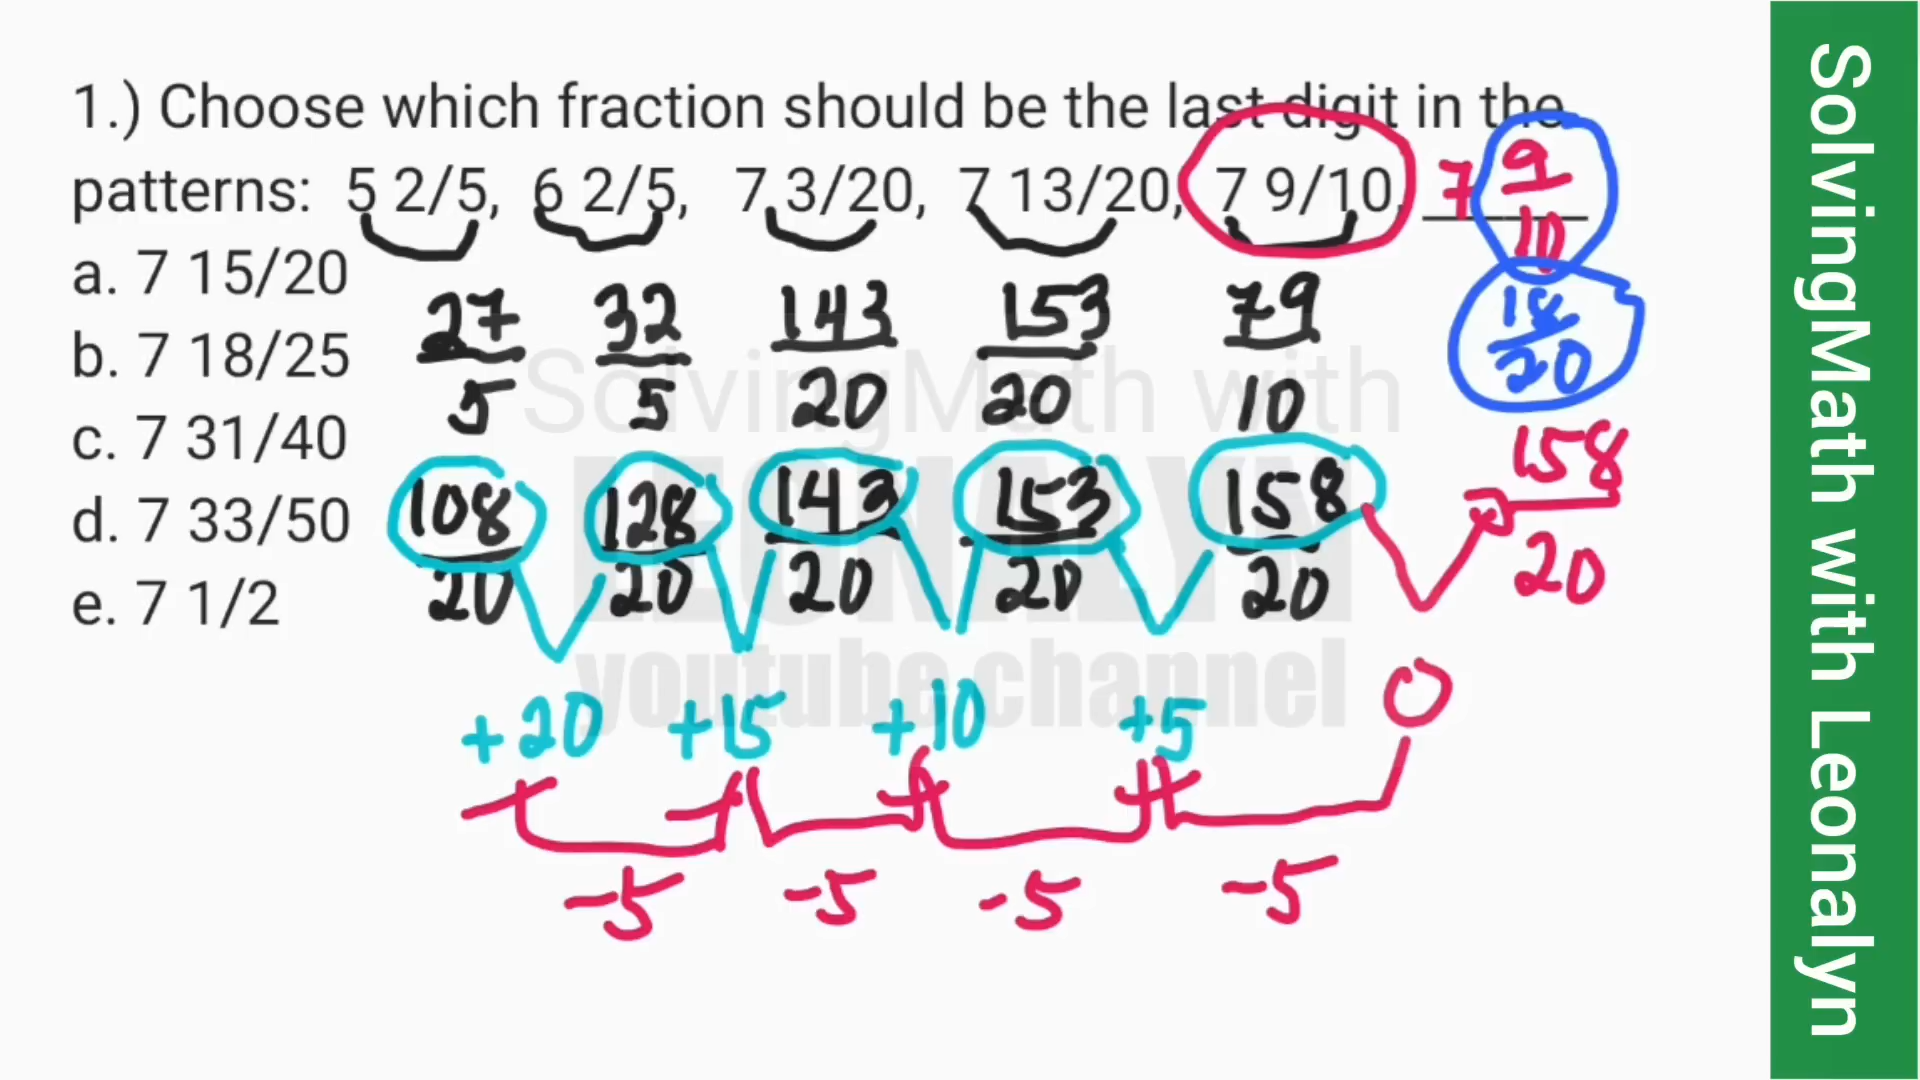 1.) Choose which fraction should be the last digit in the
patterns: 5 2/5, 6 2/5, 7 3/20, 7 13/20, 7 9/10, ______
7 9/10
a. 7 15/20
b. 7 18/25
c. 7 31/40
d. 7 33/50
e. 7 1/2
27/5 32/5 143/20 153/20 79/10 18/20
108/20 128/20 143/20 153/20 158/20 158/20
+20 +15 +10 +5 0
-5 -5 -5 -5
SolvingMath with
LEONALYN
youtube channel
SolvingMath with Leonalyn